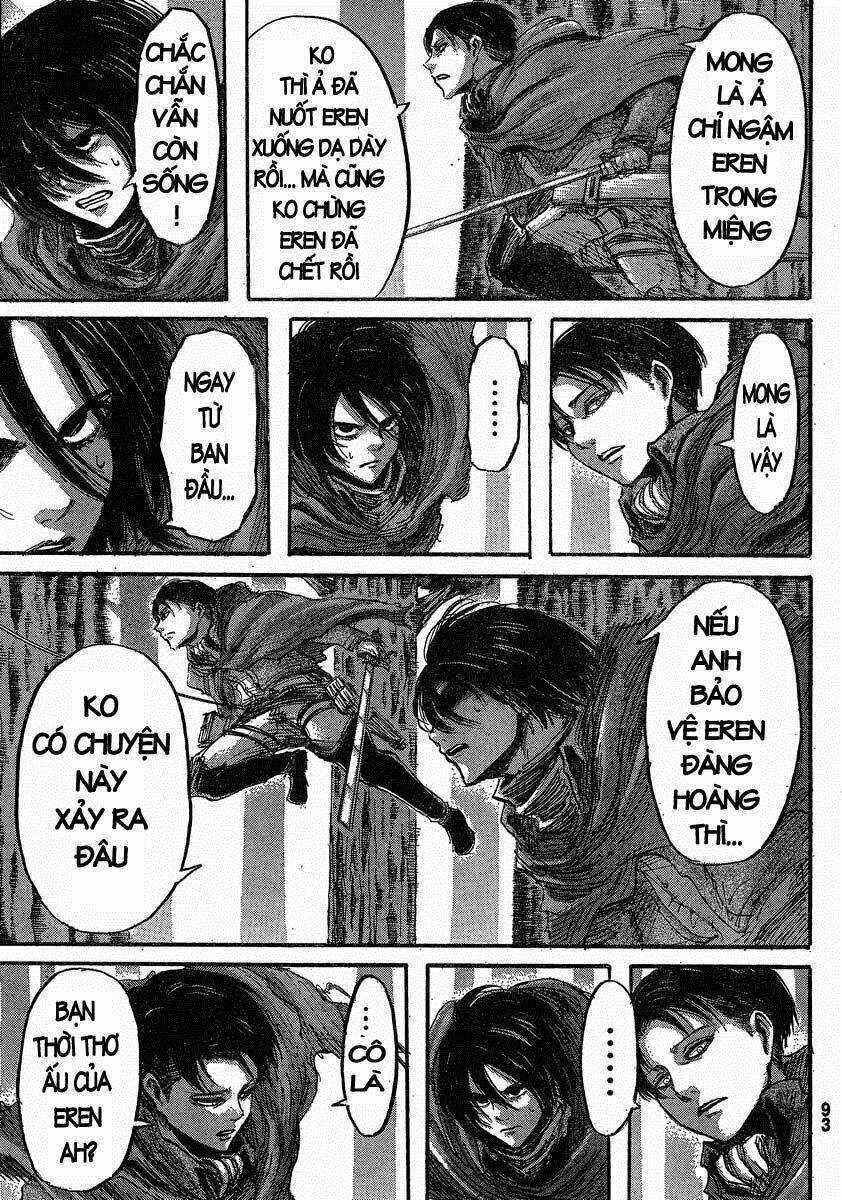 MONG
LÀ Ả
CHỈ NGẬM
EREN
TRONG
MIỆNG
KO
THÌ Ả ĐÃ
NUỐT EREN
XUỐNG DẠ DÀY
RỒI... MÀ CŨNG
KO CHỪNG
EREN ĐÃ
CHẾT RỒI
CHẮC
CHẮN
VẪN
CÒN
SỐNG
!
MONG
LÀ
VẬY
......
NGAY
TỪ
BAN
ĐẦU...
NẾU
ANH
BẢO
VỆ EREN
ĐÀNG
HOÀNG
THÌ...
KO
CÓ CHUYỆN
NÀY
XẢY RA
ĐÂU
......
...
CÔ
LÀ
BẠN
THỜI THƠ
ẤU CỦA
EREN
AH?
93